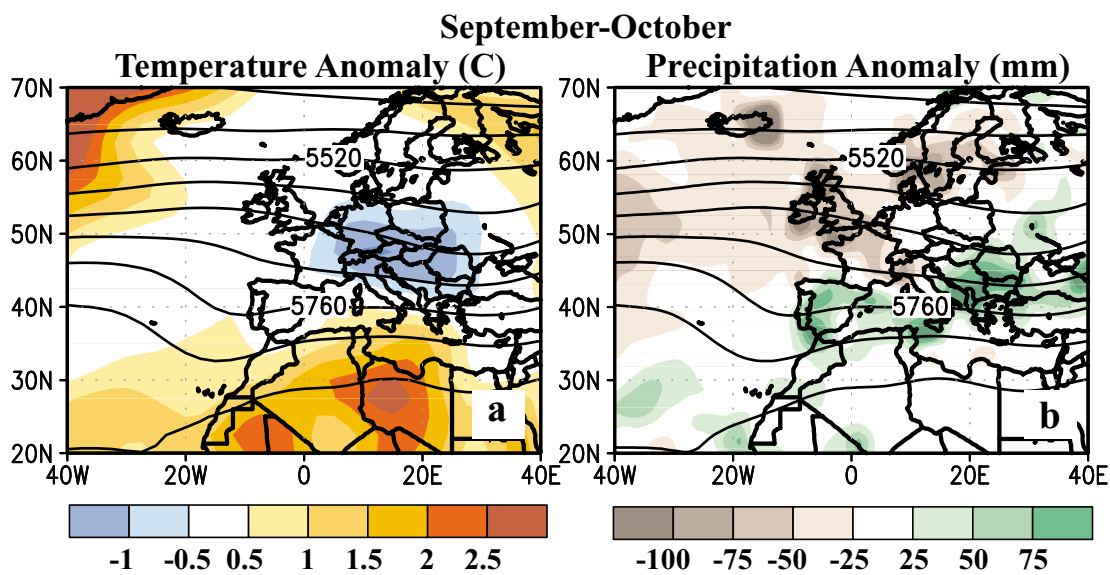 September-October
Temperature Anomaly (C)
Precipitation Anomaly (mm)
70N
60N
50N
40N
30N
20N
5520
5760
a
40W 20W 0 20E 40E
-1 -0.5 0.5 1 1.5 2 2.5
70N
60N
50N
40N
30N
20N
5520
5760
b
40W 20W 0 20E 40E
-100 -75 -50 -25 25 50 75